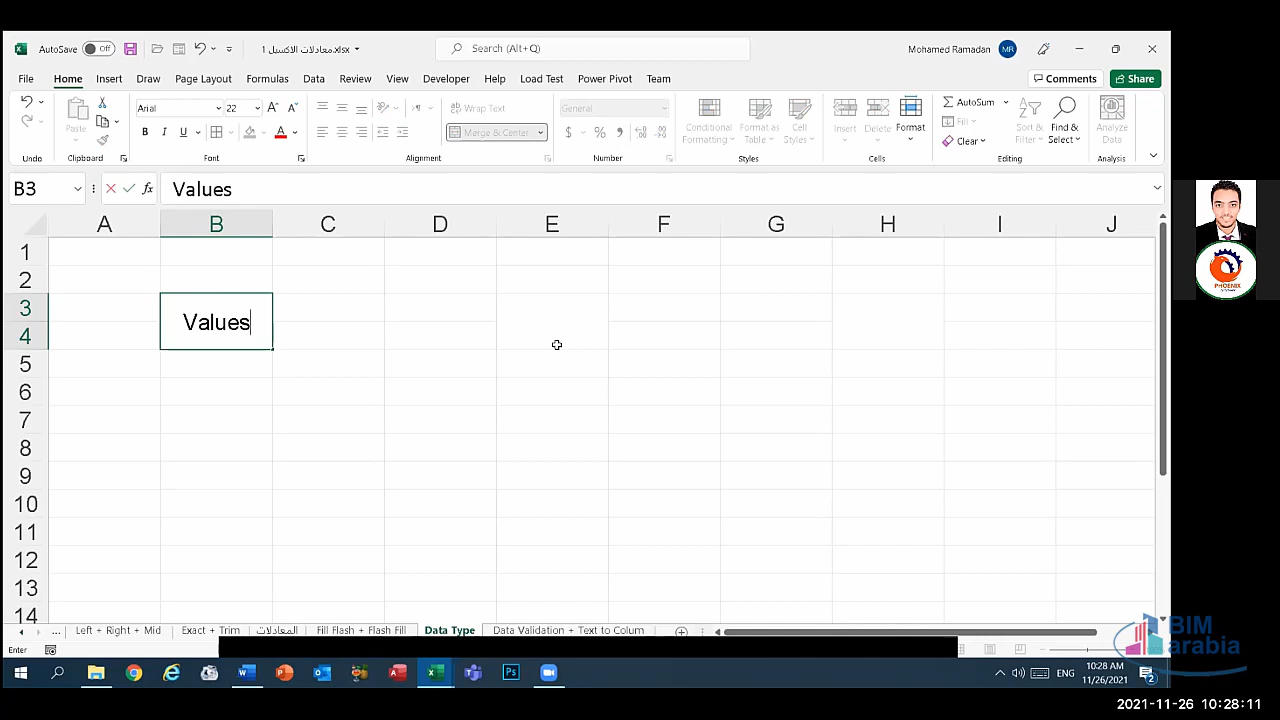 AutoSave Off معادلات الاكسيل 1.xlsx Search (Alt+Q) Mohamed Ramadan MR
File Home Insert Draw Page Layout Formulas Data Review View Developer Help Load Test Power Pivot Team Comments Share
Arial 22 Wrap Text General AutoSum
Paste Merge & Center Conditional Formatting Format as Table Cell Styles Insert Delete Format Fill Sort & Filter Find & Select Analyze Data
Clear
Undo Clipboard Font Alignment Number Styles Cells Editing Analysis
B3 fx Values
A B C D E F G H I J
1
2
3
Values
4
5
6
7
8
9
10
11
12
13
14
... Left + Right + Mid Exact + Trim المعادلات Fill Flash + Flash Fill Data Type Data Validation + Text to Colum
Enter
ENG 10:28 AM
11/26/2021 2
PHOENIX
BIM
arabia
2021-11-26 10:28:11